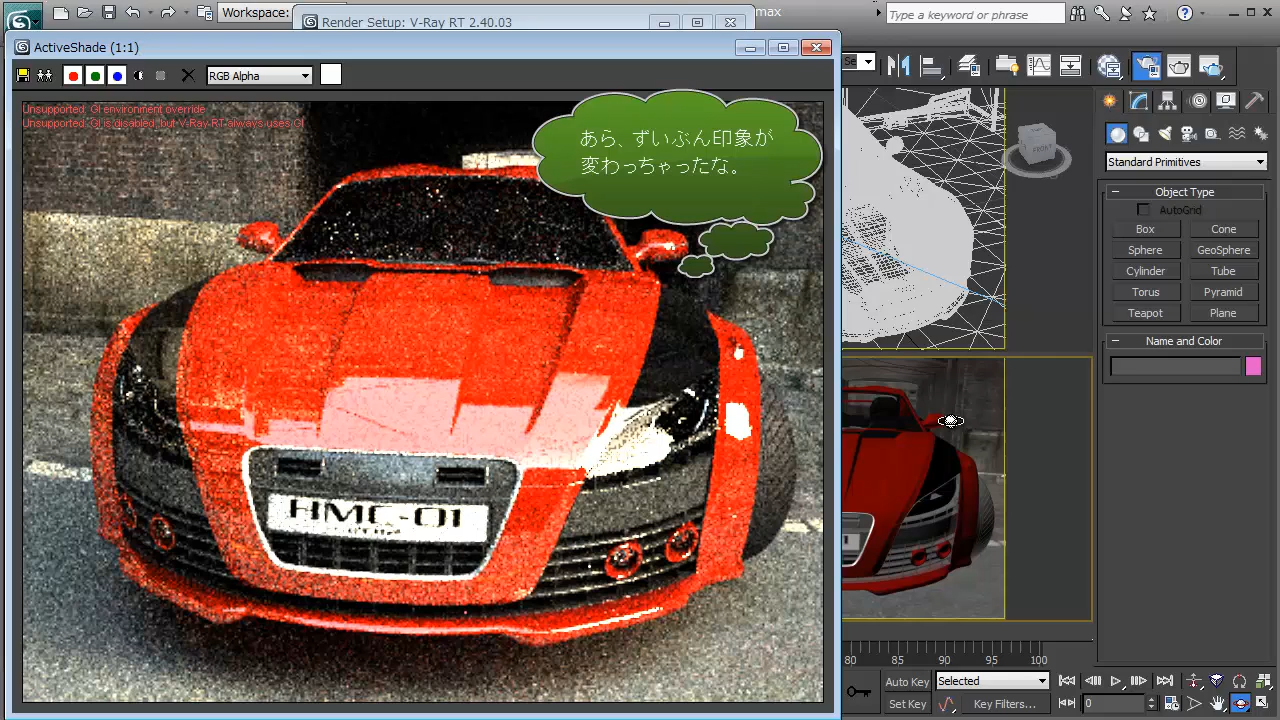 Workspace:
Render Setup: V-Ray RT 2.40.03
max
Type a keyword or phrase
ActiveShade (1:1)
RGB Alpha
Se
Unsupported: GI environment override
Unsupported: GI is disabled, but V-Ray RT always uses GI
あら、ずいぶん印象が
変わっちゃったな。
FRONT
HMC-01
Standard Primitives
Object Type
AutoGrid
Box
Cone
Sphere
GeoSphere
Cylinder
Tube
Torus
Pyramid
Teapot
Plane
Name and Color
80 85 90 95 100
Auto Key
Selected
Set Key
Key Filters...
0